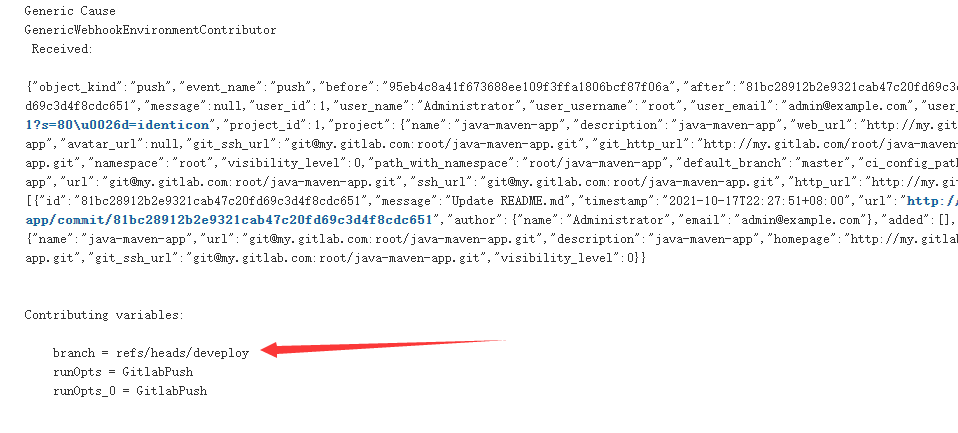 Generic Cause
GenericWebhookEnvironmentContributor
Received:
{"object_kind":"push","event_name":"push","before":"95eb4c8a41f673688ee109f3ffa1806bcf87f06a","after":"81bc28912b2e9321cab47c20fd69c3d
d69c3d4f8cdc651","message":null,"user_id":1,"user_name":"Administrator","user_username":"root","user_email":"admin@example.com","user_
1?s=80\u0026d=identicon","project_id":1,"project":{"name":"java-maven-app","description":"java-maven-app","web_url":"http://my.git
app","avatar_url":null,"git_ssh_url":"git@my.gitlab.com:root/java-maven-app.git","git_http_url":"http://my.gitlab.com/root/java-maven-
app.git","namespace":"root","visibility_level":0,"path_with_namespace":"root/java-maven-app","default_branch":"master","ci_config_pat
app","url":"git@my.gitlab.com:root/java-maven-app.git","ssh_url":"git@my.gitlab.com:root/java-maven-app.git","http_url":"http://my.git
[{"id":"81bc28912b2e9321cab47c20fd69c3d4f8cdc651","message":"Update README.md","timestamp":"2021-10-17T22:27:51+08:00","url":"http:/
app/commit/81bc28912b2e9321cab47c20fd69c3d4f8cdc651","author":{"name":"Administrator","email":"admin@example.com"},"added":[],
{"name":"java-maven-app","url":"git@my.gitlab.com:root/java-maven-app.git","description":"java-maven-app","homepage":"http://my.gitlab
app.git","git_ssh_url":"git@my.gitlab.com:root/java-maven-app.git","visibility_level":0}}
Contributing variables:
branch = refs/heads/deveploy
runOpts = GitlabPush
runOpts_0 = GitlabPush